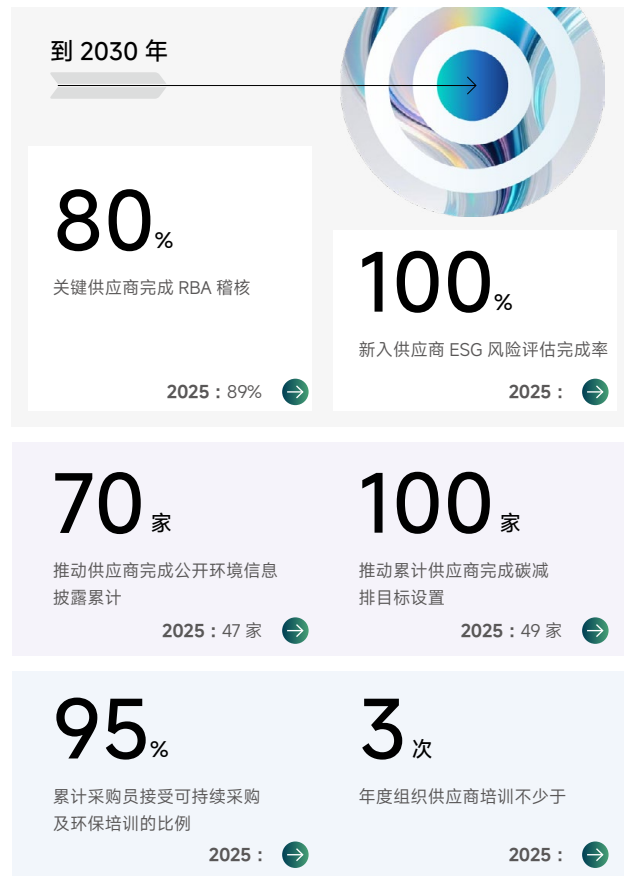 到 2030 年
80%
关键供应商完成 RBA 稽核
2025：89%
100%
新入供应商 ESG 风险评估完成率
2025：
70 家
推动供应商完成公开环境信息
披露累计
2025：47 家
100 家
推动累计供应商完成碳减
排目标设置
2025：49 家
95%
累计采购员接受可持续采购
及环保培训的比例
2025：
3 次
年度组织供应商培训不少于
2025：